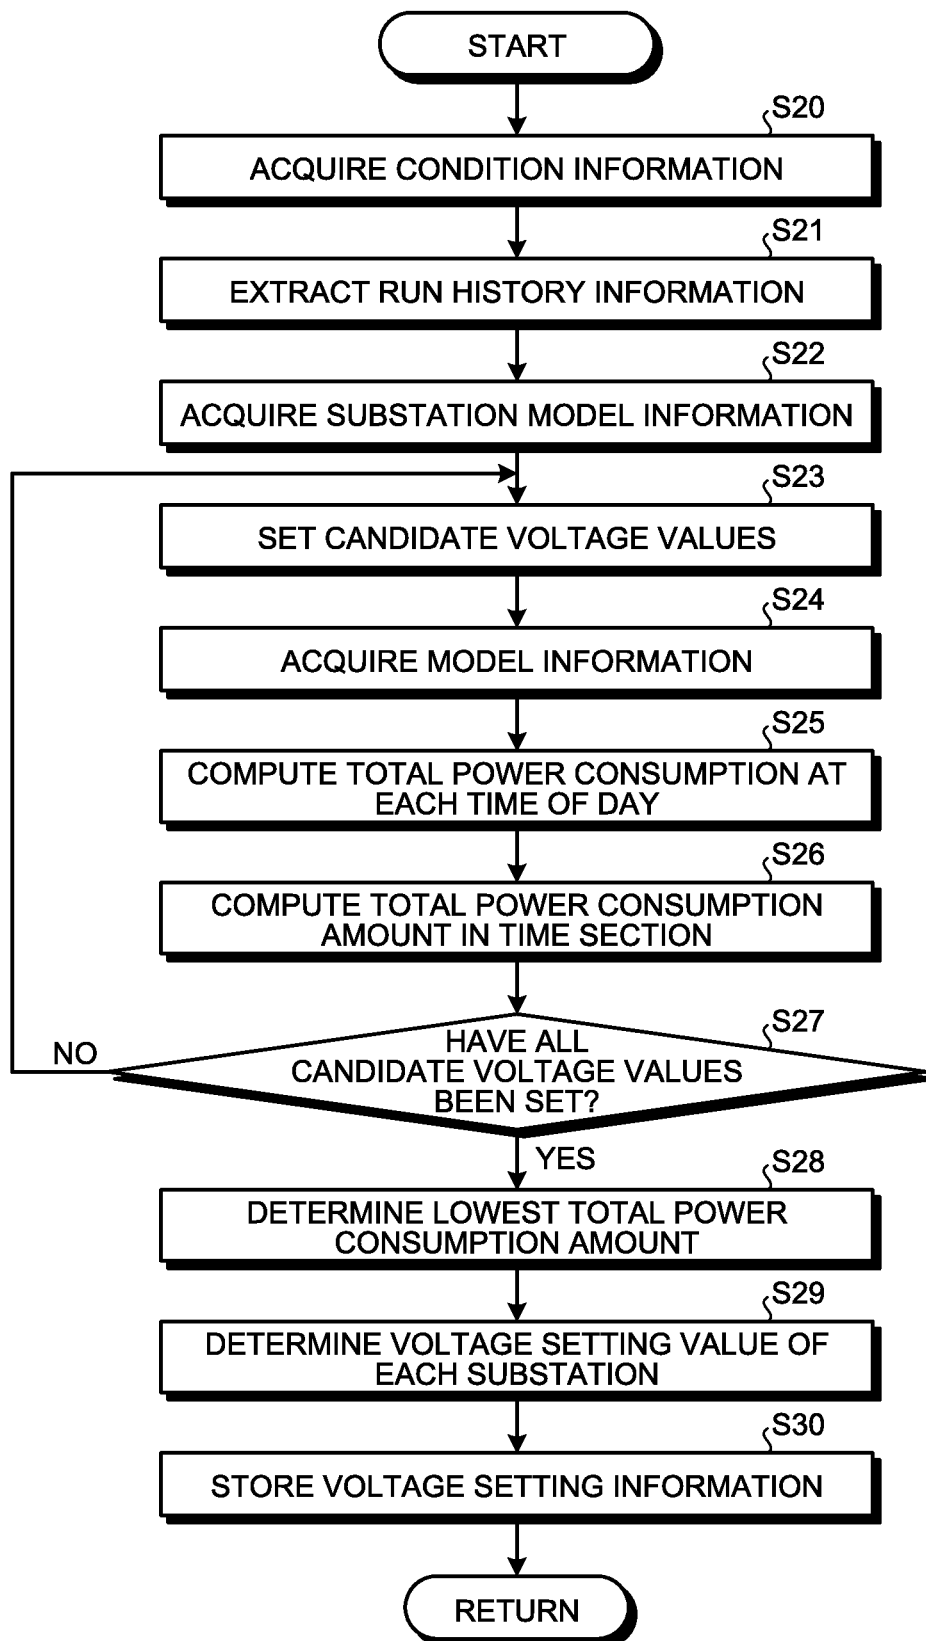 START
S20
ACQUIRE CONDITION INFORMATION
S21
EXTRACT RUN HISTORY INFORMATION
S22
ACQUIRE SUBSTATION MODEL INFORMATION
S23
SET CANDIDATE VOLTAGE VALUES
S24
ACQUIRE MODEL INFORMATION
S25
COMPUTE TOTAL POWER CONSUMPTION AT
EACH TIME OF DAY
S26
COMPUTE TOTAL POWER CONSUMPTION
AMOUNT IN TIME SECTION
S27
HAVE ALL
CANDIDATE VOLTAGE VALUES
BEEN SET?
NO
YES
S28
DETERMINE LOWEST TOTAL POWER
CONSUMPTION AMOUNT
S29
DETERMINE VOLTAGE SETTING VALUE OF
EACH SUBSTATION
S30
STORE VOLTAGE SETTING INFORMATION
RETURN